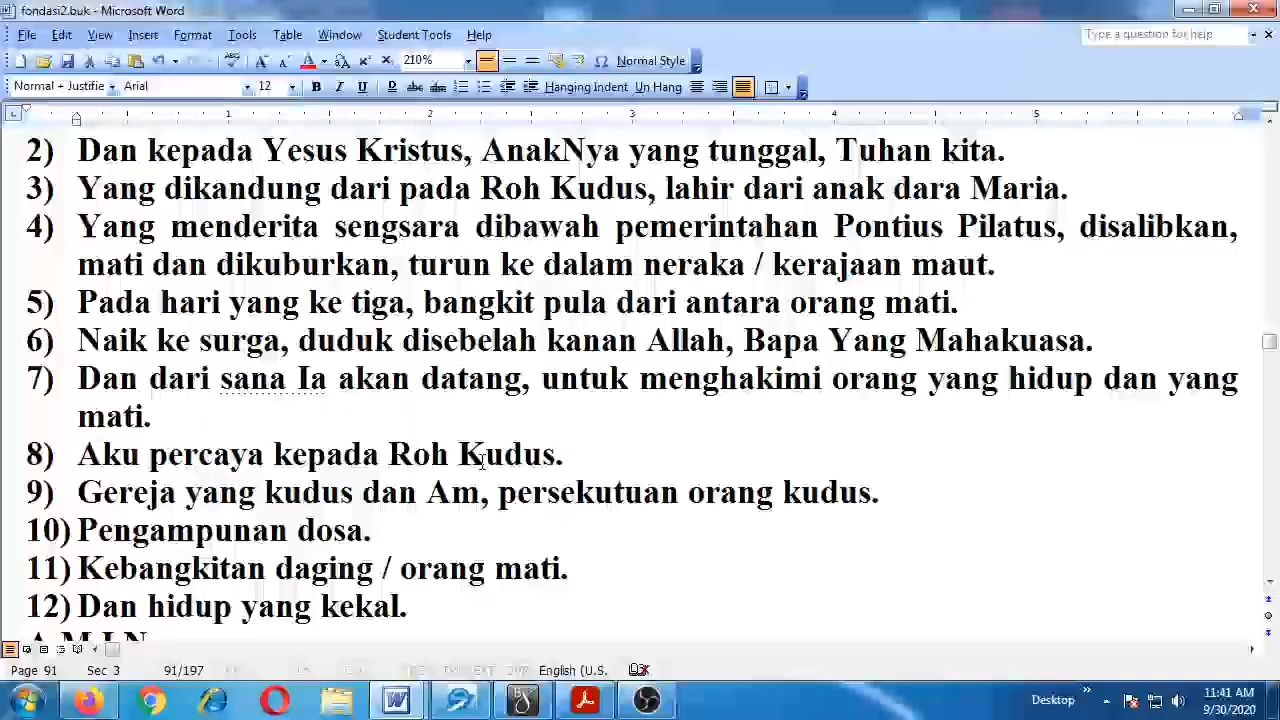 fondasi2.buk - Microsoft Word
File Edit View Insert Format Tools Table Window Student Tools Help
Type a question for help
210% Normal Style
Normal + Justifie Arial 12 B I U Hanging Indent Un Hang
1 2 3 4 5
2) Dan kepada Yesus Kristus, AnakNya yang tunggal, Tuhan kita.
3) Yang dikandung dari pada Roh Kudus, lahir dari anak dara Maria.
4) Yang menderita sengsara dibawah pemerintahan Pontius Pilatus, disalibkan,
mati dan dikuburkan, turun ke dalam neraka / kerajaan maut.
5) Pada hari yang ke tiga, bangkit pula dari antara orang mati.
6) Naik ke surga, duduk disebelah kanan Allah, Bapa Yang Mahakuasa.
7) Dan dari sana Ia akan datang, untuk menghakimi orang yang hidup dan yang
mati.
8) Aku percaya kepada Roh Kudus.
9) Gereja yang kudus dan Am, persekutuan orang kudus.
10) Pengampunan dosa.
11) Kebangkitan daging / orang mati.
12) Dan hidup yang kekal.
A M I N
Page 91 Sec 3 91/197 English (U.S.
Desktop 11:41 AM
9/30/2020